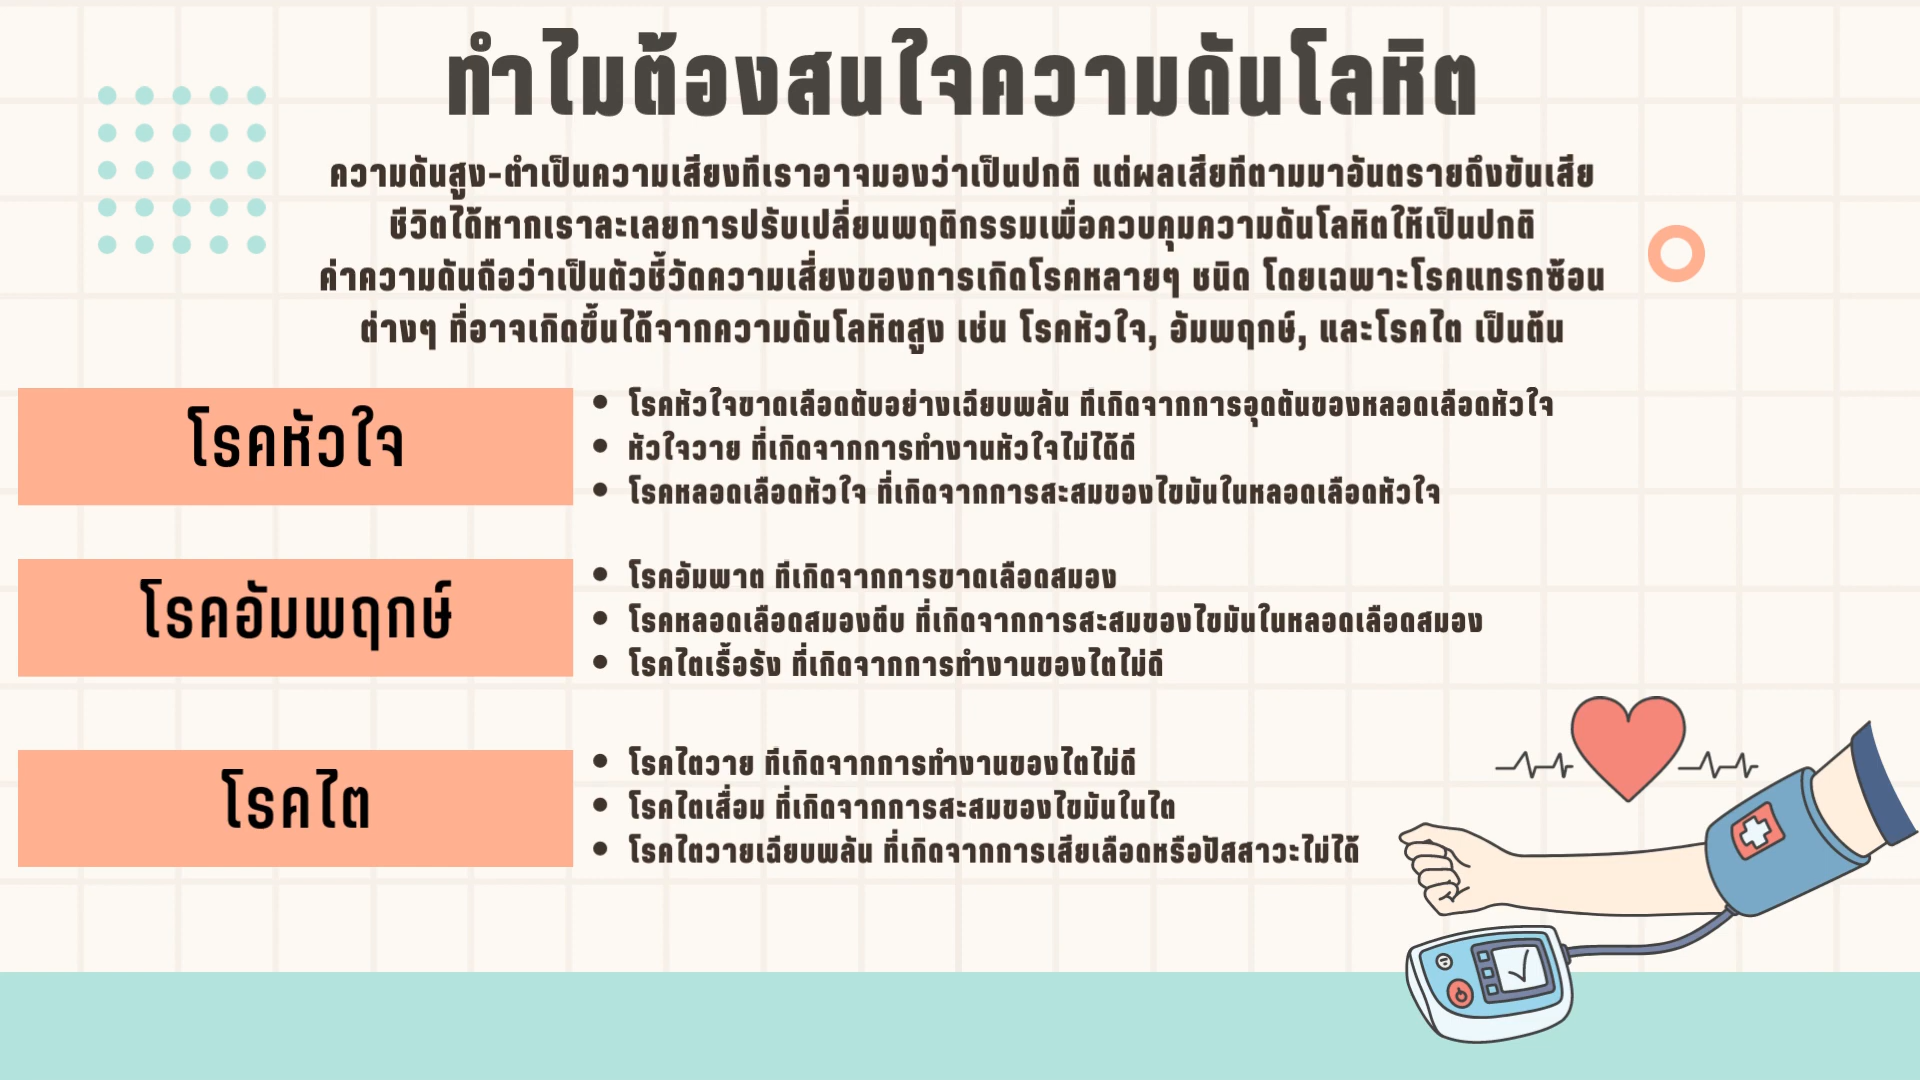 ทำไมต้องสนใจความดันโลหิต
ความดันสูง-ต่ำเป็นความเสี่ยงที่เราอาจมองว่าเป็นปกติ แต่ผลเสียที่ตามมาอันตรายถึงขั้นเสีย
ชีวิตได้หากเราละเลยการปรับเปลี่ยนพฤติกรรมเพื่อควบคุมความดันโลหิตให้เป็นปกติ
ค่าความดันถือว่าเป็นตัวชี้วัดความเสี่ยงของการเกิดโรคหลายๆ ชนิด โดยเฉพาะโรคแทรกซ้อน
ต่างๆ ที่อาจเกิดขึ้นได้จากความดันโลหิตสูง เช่น โรคหัวใจ, อัมพฤกษ์, และโรคไต เป็นต้น
โรคหัวใจ
• โรคหัวใจขาดเลือดตับอย่างเฉียบพลัน ที่เกิดจากการอุดตันของหลอดเลือดหัวใจ
• หัวใจวาย ที่เกิดจากการทำงานหัวใจไม่ได้ดี
• โรคหลอดเลือดหัวใจ ที่เกิดจากการสะสมของไขมันในหลอดเลือดหัวใจ
โรคอัมพฤกษ์
• โรคอัมพาต ที่เกิดจากการขาดเลือดสมอง
• โรคหลอดเลือดสมองตีบ ที่เกิดจากการสะสมของไขมันในหลอดเลือดสมอง
• โรคไตเรื้อรัง ที่เกิดจากการทำงานของไตไม่ดี
โรคไต
• โรคไตวาย ที่เกิดจากการทำงานของไตไม่ดี
• โรคไตเสื่อม ที่เกิดจากการสะสมของไขมันในไต
• โรคไตวายเฉียบพลัน ที่เกิดจากการเสียเลือดหรือปัสสาวะไม่ได้